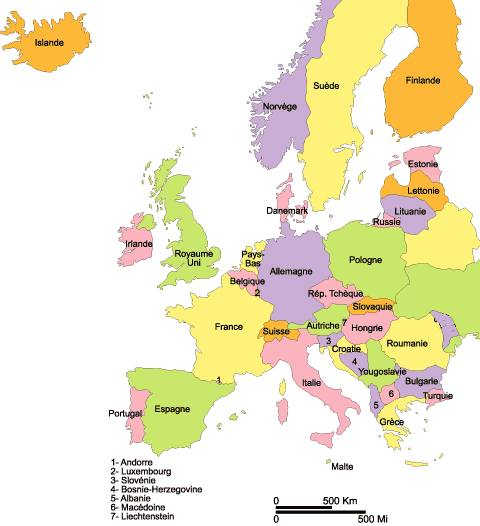 Islande
Finlande
Suède
Norvège
Estonie
Lettonie
Danemark
Lituanie
Russie
Irlande
Royaume
Uni
Pays-
Bas
Pologne
Allemagne
Belgique
2
Rép. Tchèque
Slovaquie
France
Suisse
Autriche
7
Hongrie
3
Croatie
Roumanie
4
Yougoslavie
1
Italie
Bulgarie
Portugal
Espagne
5
6
Turquie
Grèce
Malte
1- Andorre
2- Luxembourg
3- Slovénie
4- Bosnie-Herzegovine
5- Albanie
6- Macédoine
7- Liechtenstein
0 500 Km
0 500 Mi